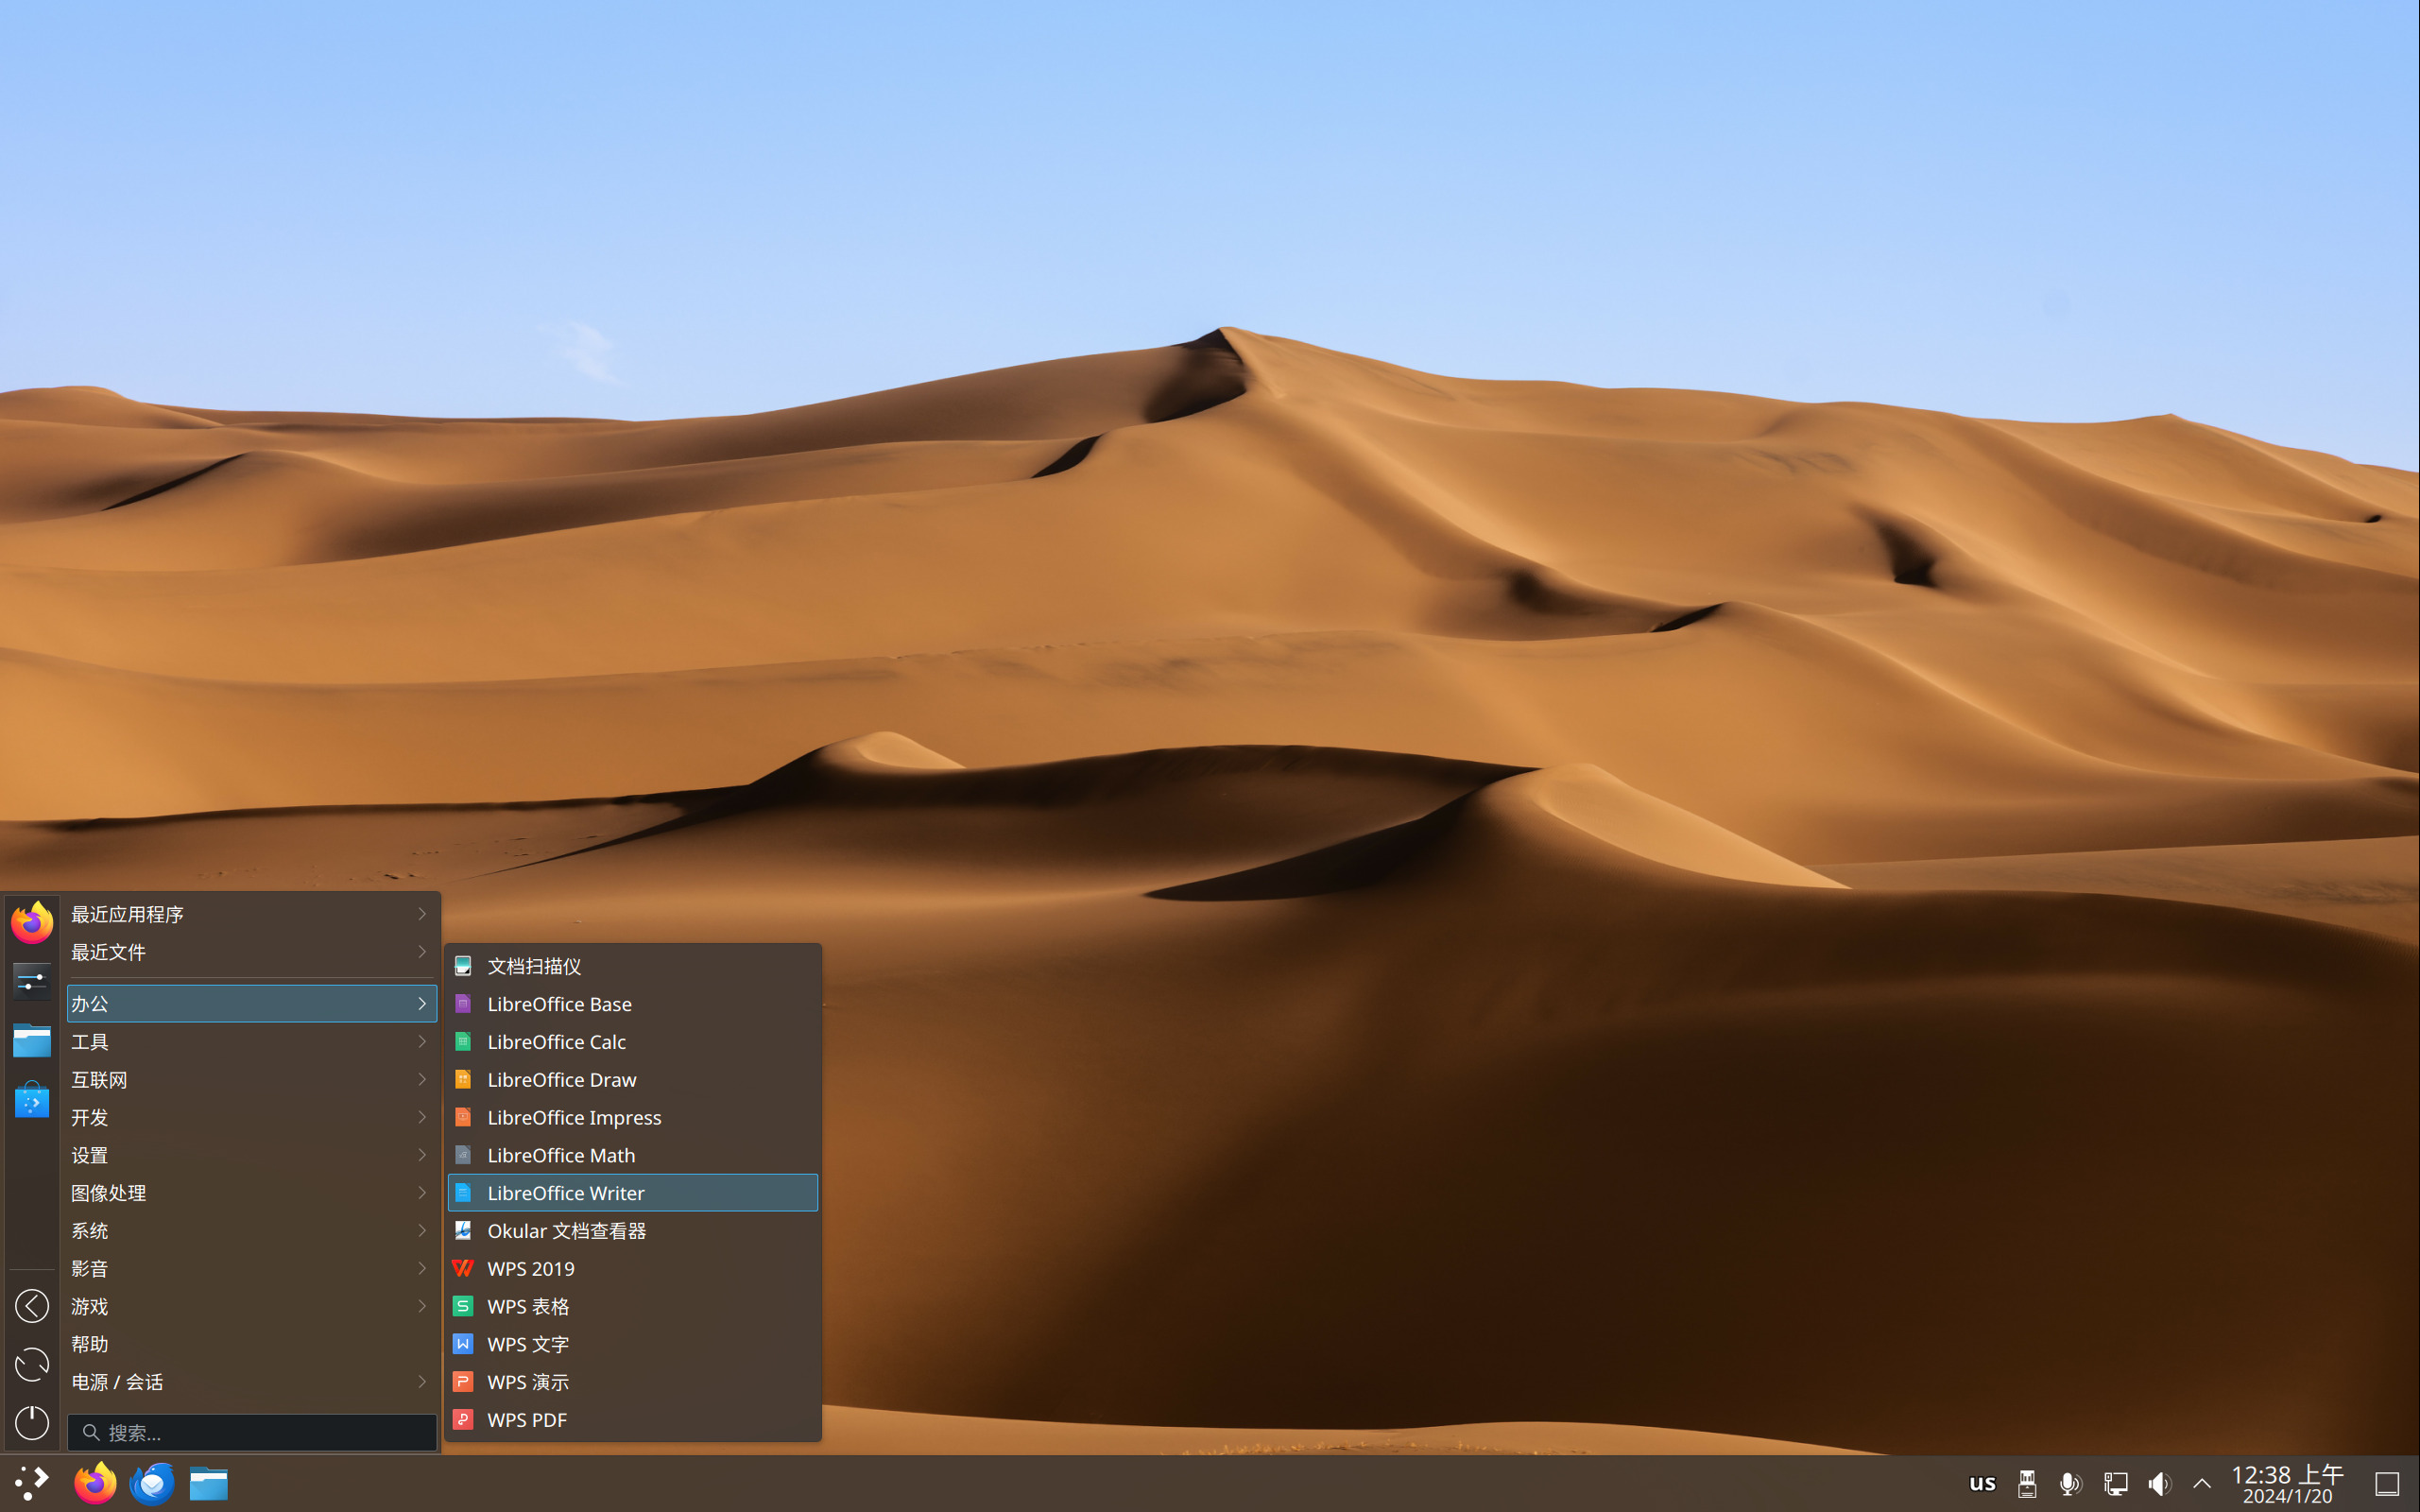 最近应用程序
最近文件
办公
工具
互联网
开发
设置
图像处理
系统
影音
游戏
帮助
电源 / 会话
搜索...
文档扫描仪
LibreOffice Base
LibreOffice Calc
LibreOffice Draw
LibreOffice Impress
LibreOffice Math
LibreOffice Writer
Okular 文档查看器
WPS 2019
WPS 表格
WPS 文字
WPS 演示
WPS PDF
us
12:38 上午
2024/1/20